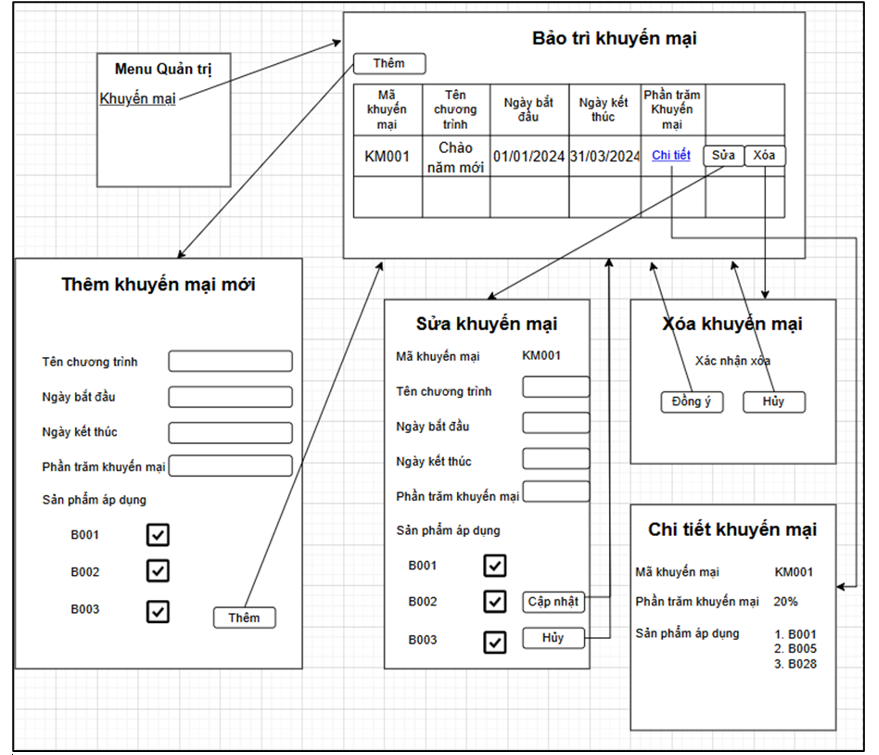 Menu Quản trị
Khuyến mại
Bảo trì khuyến mại
Thêm
Mã
khuyến
mại
Tên
chương
trình
Ngày bắt
đầu
Ngày kết
thúc
Phần trăm
Khuyến
mại
KM001
Chào
năm mới
01/01/2024
31/03/2024
Chi tiết
Sửa
Xóa
Thêm khuyến mại mới
Tên chương trình
Ngày bắt đầu
Ngày kết thúc
Phần trăm khuyến mại
Sản phẩm áp dụng
B001
B002
B003
Thêm
Sửa khuyến mại
Mã khuyến mại KM001
Tên chương trình
Ngày bắt đầu
Ngày kết thúc
Phần trăm khuyến mại
Sản phẩm áp dụng
B001
B002
Cập nhật
B003
Hủy
Xóa khuyến mại
Xác nhận xóa
Đồng ý
Hủy
Chi tiết khuyến mại
Mã khuyến mại KM001
Phần trăm khuyến mại 20%
Sản phẩm áp dụng 1. B001
2. B005
3. B028